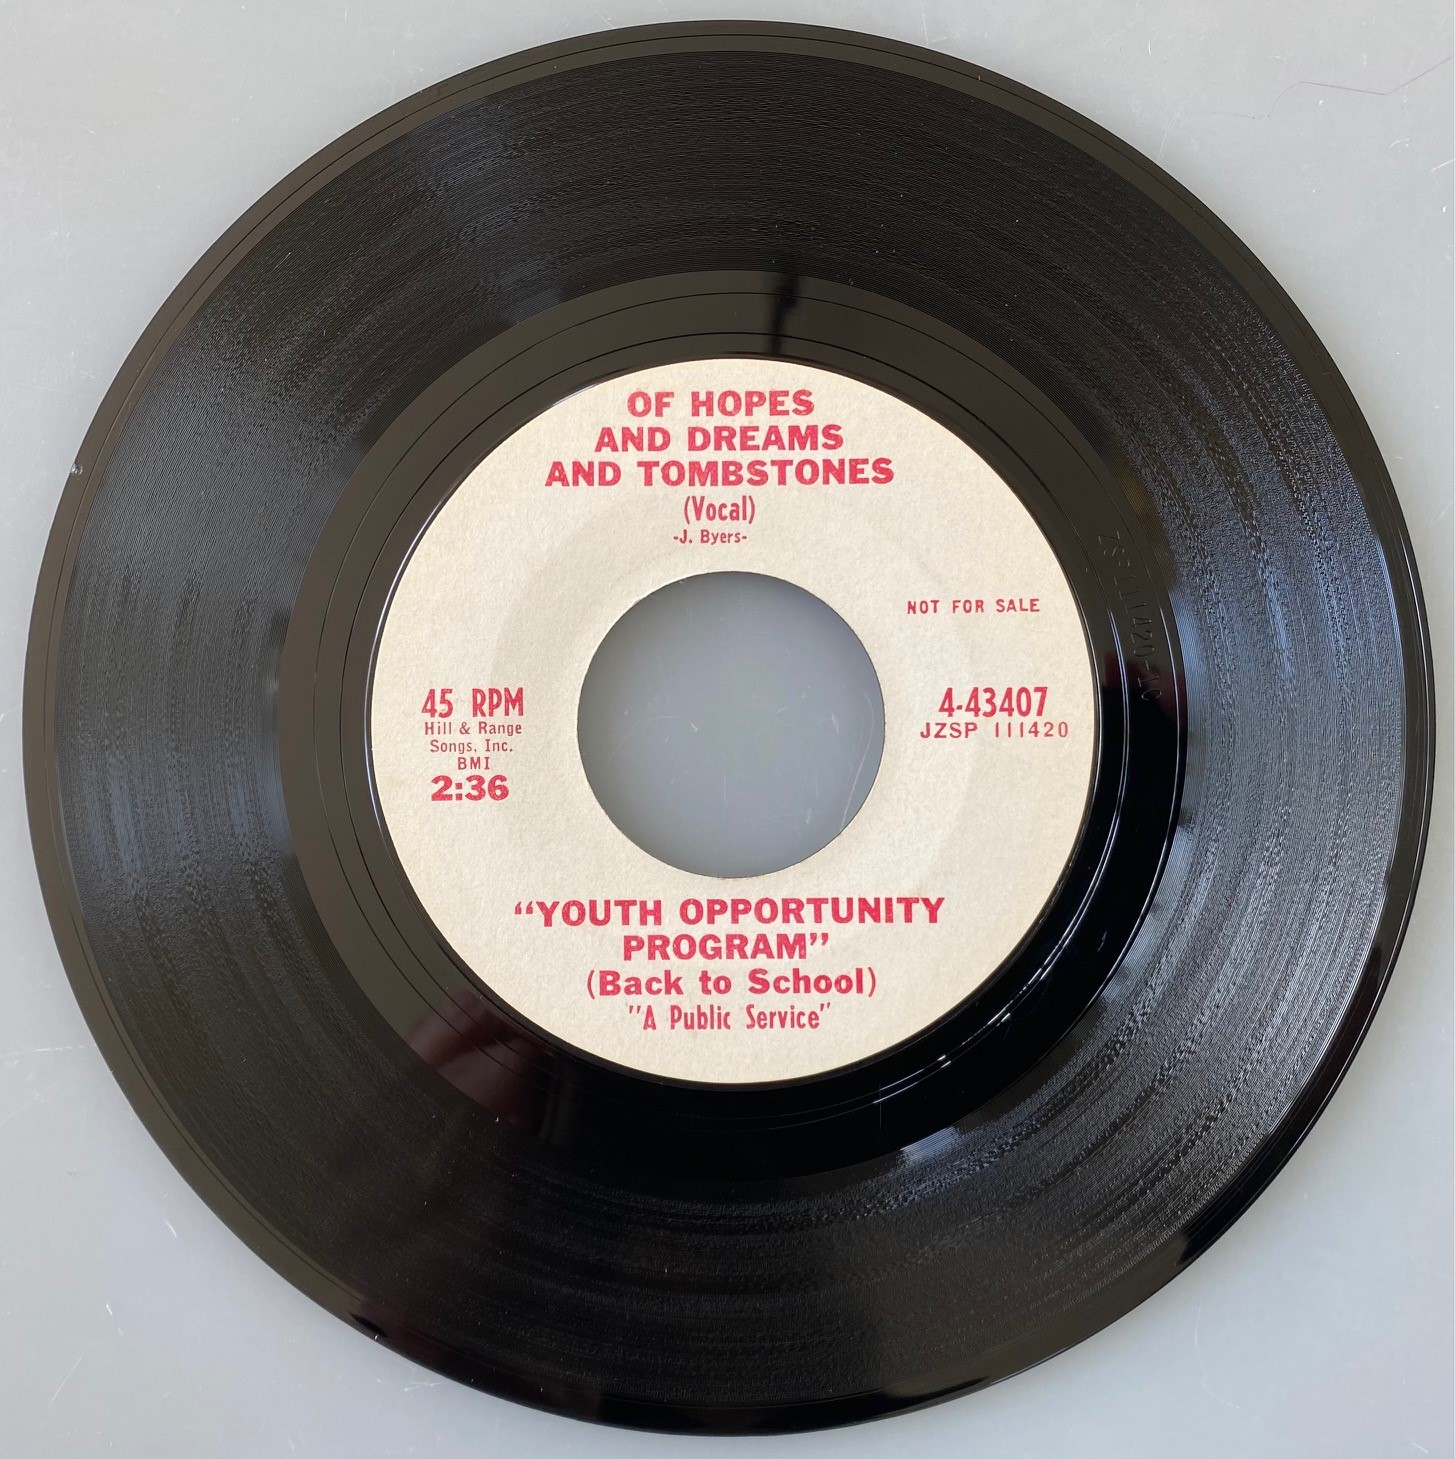 OF HOPES
AND DREAMS
AND TOMBSTONES
(Vocal)
-J. Byers-
NOT FOR SALE
45 RPM
Hill & Range
Songs, Inc.
BMI
2:36
4-43407
JZSP 111420
"YOUTH OPPORTUNITY
PROGRAM"
(Back to School)
"A Public Service"